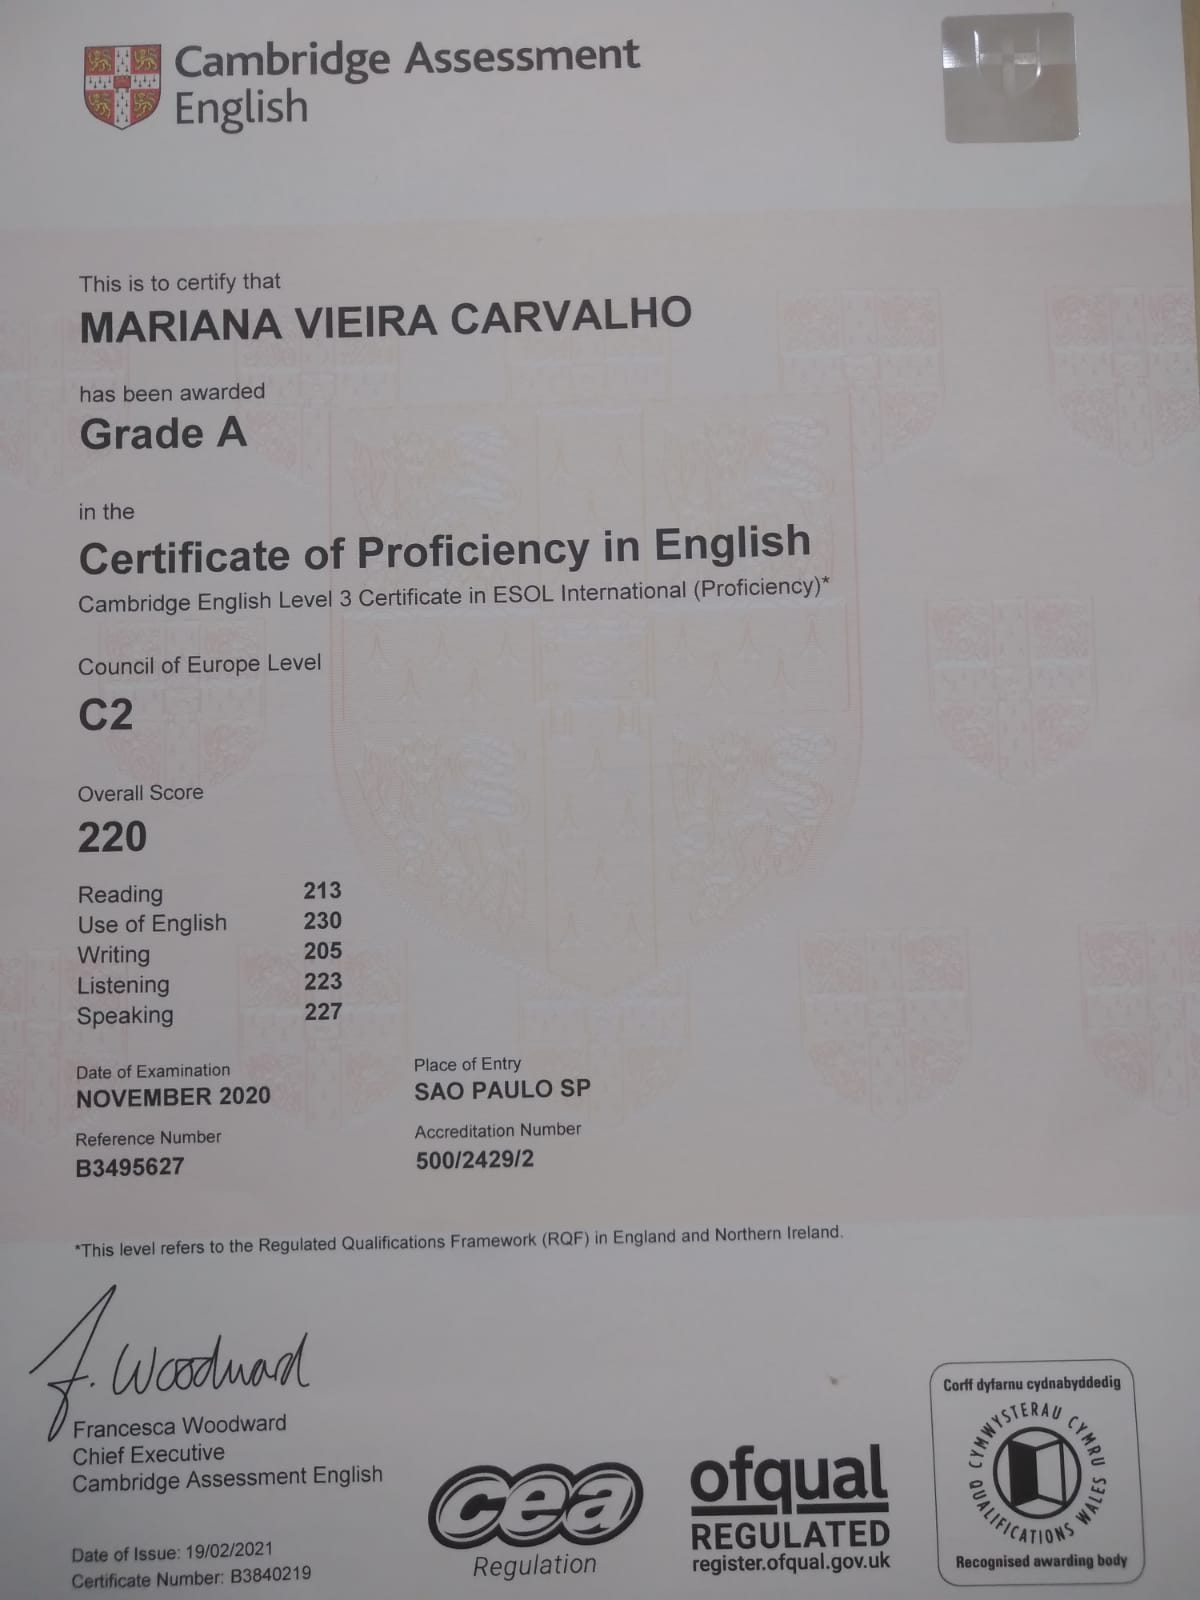 Cambridge Assessment
English
This is to certify that
MARIANA VIEIRA CARVALHO
has been awarded
Grade A
in the
Certificate of Proficiency in English
Cambridge English Level 3 Certificate in ESOL International (Proficiency)*
Council of Europe Level
C2
Overall Score
220
Reading 213
Use of English 230
Writing 205
Listening 223
Speaking 227
Date of Examination
NOVEMBER 2020
Place of Entry
SAO PAULO SP
Reference Number
B3495627
Accreditation Number
500/2429/2
*This level refers to the Regulated Qualifications Framework (RQF) in England and Northern Ireland.
F. Woodward
Francesca Woodward
Chief Executive
Cambridge Assessment English
Date of Issue: 19/02/2021
Certificate Number: B3840219
cea
Regulation
ofqual
REGULATED
register.ofqual.gov.uk
Corff dyfarnu cydnabyddedig
CYMWYSTERAU CYMRU
QUALIFICATIONS WALES
Recognised awarding body